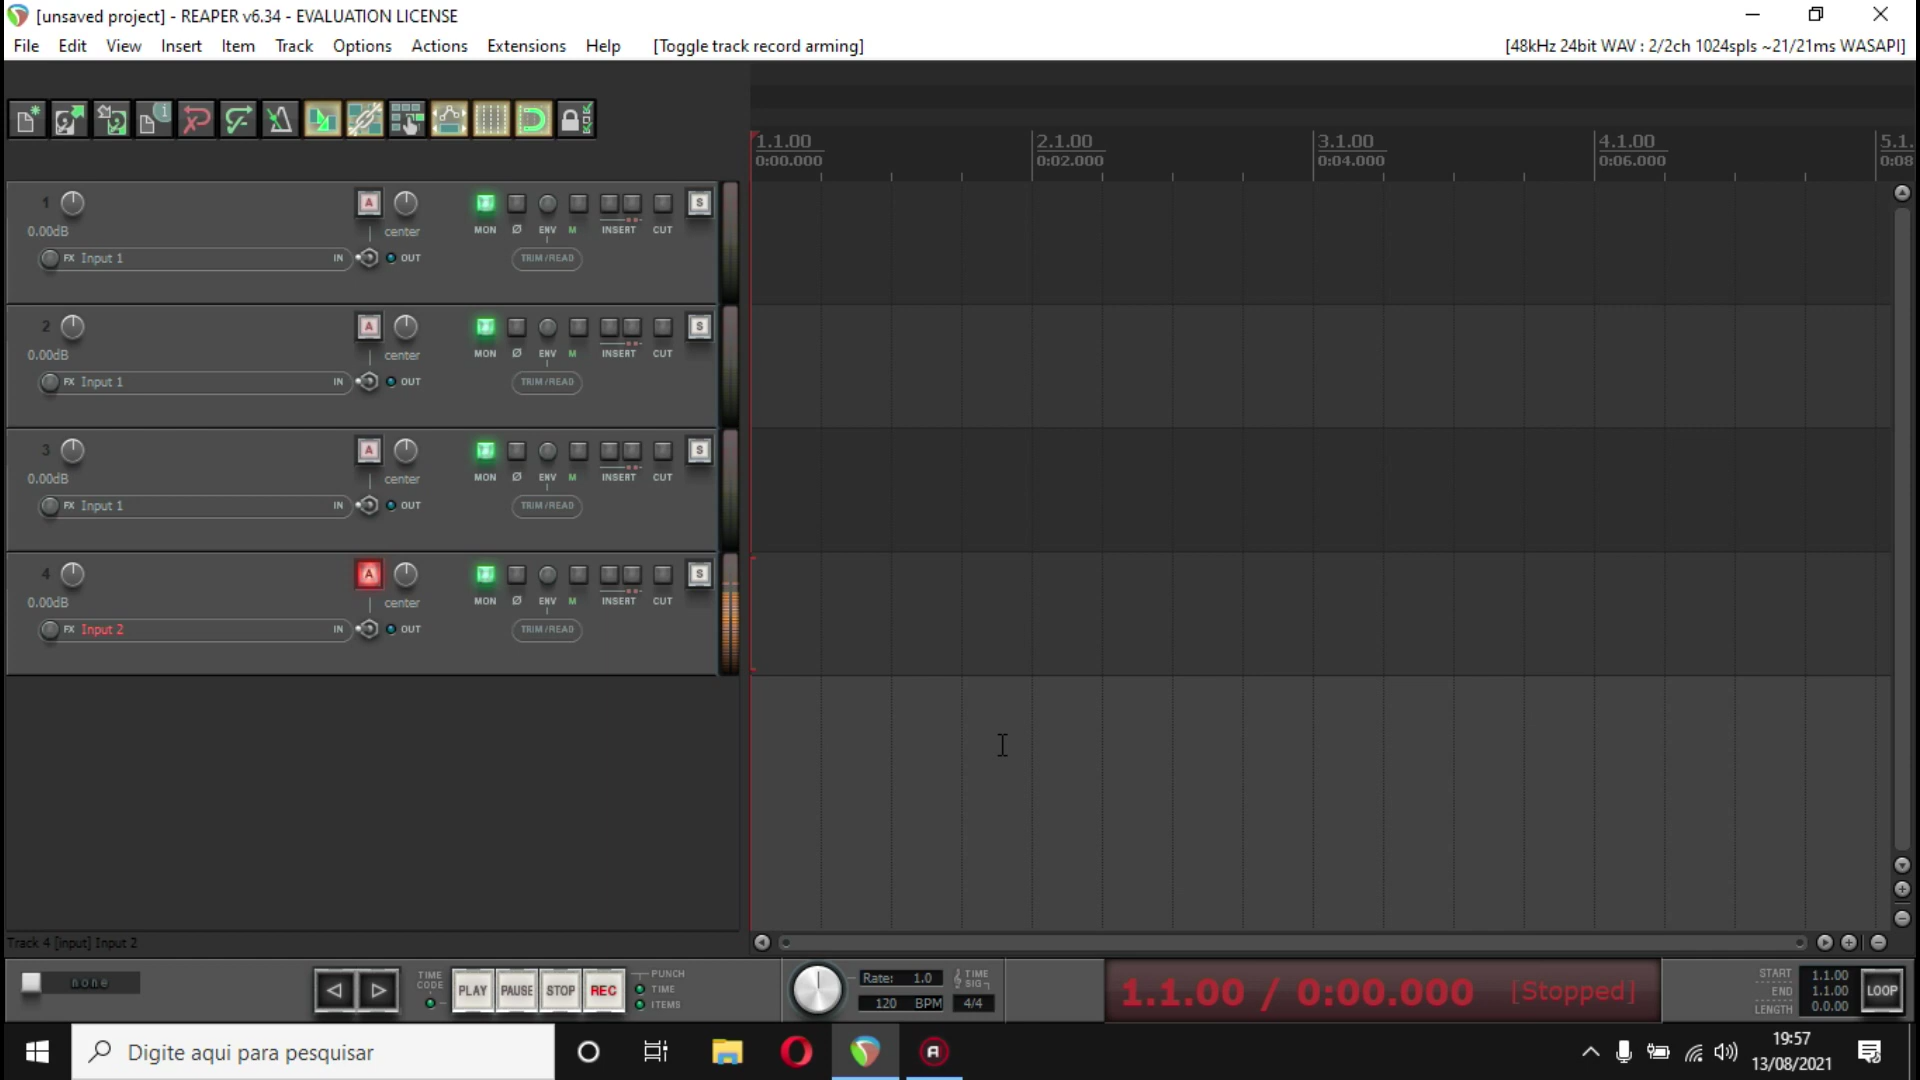 [unsaved project] - REAPER v6.34 - EVALUATION LICENSE
File Edit View Insert Item Track Options Actions Extensions Help [Toggle track record arming] [48kHz 24bit WAV : 2/2ch 1024spls ~21/21ms WASAPI]
1.1.00 2.1.00 3.1.00 4.1.00 5.1.
0:00.000 0:02.000 0:04.000 0:06.000 0:08
1 A S
0.00dB center MON Ø ENV M INSERT CUT
FX Input 1 IN OUT TRIM/READ
2 A S
0.00dB center MON Ø ENV M INSERT CUT
FX Input 1 IN OUT TRIM/READ
3 A S
0.00dB center MON Ø ENV M INSERT CUT
FX Input 1 IN OUT TRIM/READ
4 A S
0.00dB center MON Ø ENV M INSERT CUT
FX Input 2 IN OUT TRIM/READ
Track 4 [input] Input 2
none
TIME CODE
PLAY PAUSE STOP REC
PUNCH
TIME
ITEMS
Rate: 1.0
120 BPM
TIME SIG
4/4
1.1.00 / 0:00.000 [Stopped]
START 1.1.00
END 1.1.00
LENGTH 0.0.00
LOOP
Digite aqui para pesquisar
19:57
13/08/2021